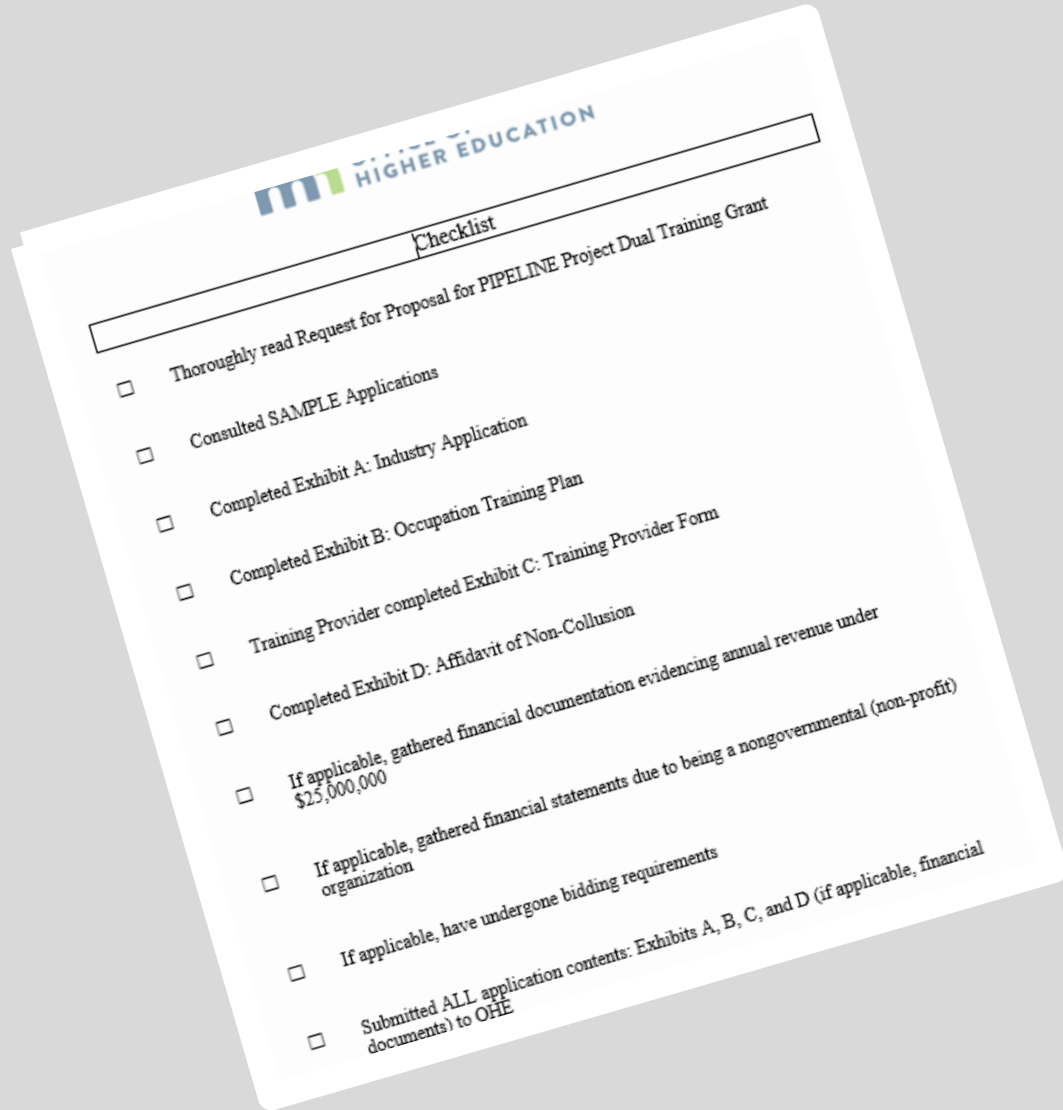 HIGHER EDUCATION
Checklist
☐ Thoroughly read Request for Proposal for PIPELINE Project Dual Training Grant
☐ Consulted SAMPLE Applications
☐ Completed Exhibit A: Industry Application
☐ Completed Exhibit B: Occupation Training Plan
☐ Training Provider completed Exhibit C: Training Provider Form
☐ Completed Exhibit D: Affidavit of Non-Collusion
☐ If applicable, gathered financial documentation evidencing annual revenue under
$25,000,000
☐ If applicable, gathered financial statements due to being a nongovernmental (non-profit)
organization
☐ If applicable, have undergone bidding requirements
☐ Submitted ALL application contents: Exhibits A, B, C, and D (if applicable, financial
documents) to OHE